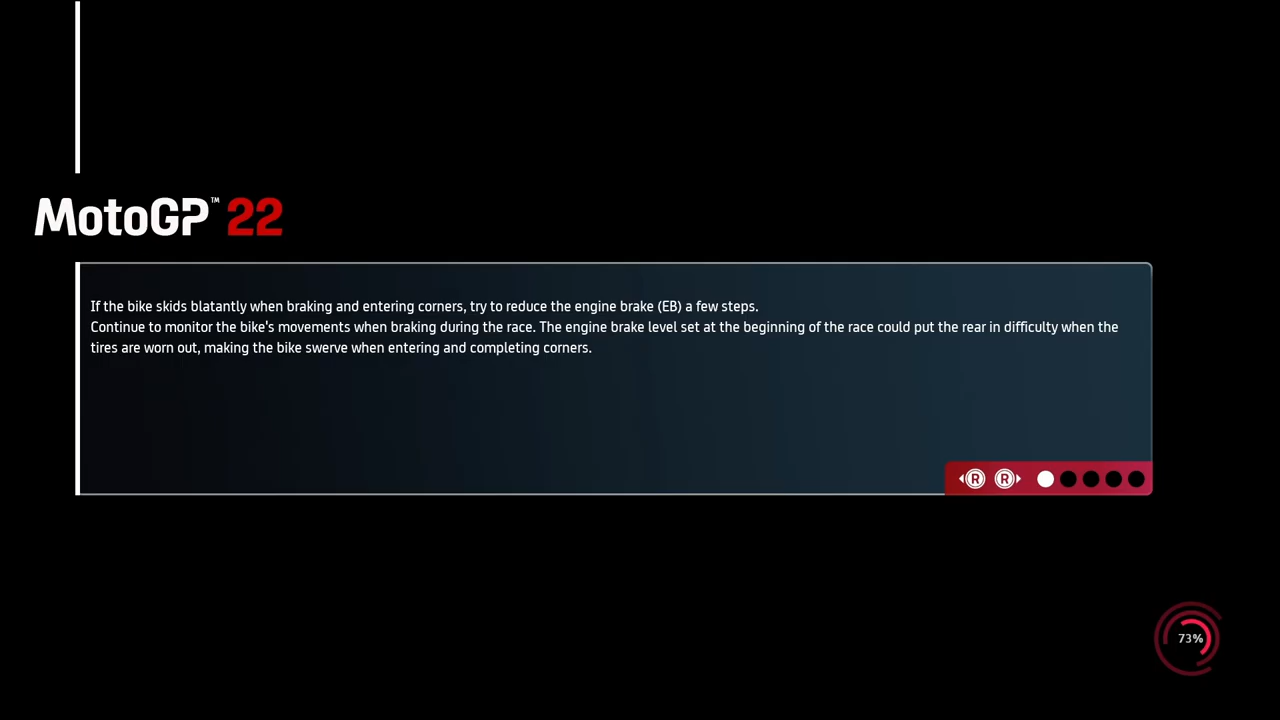 MotoGP™ 22
If the bike skids blatantly when braking and entering corners, try to reduce the engine brake (EB) a few steps.
Continue to monitor the bike's movements when braking during the race. The engine brake level set at the beginning of the race could put the rear in difficulty when the
tires are worn out, making the bike swerve when entering and completing corners.
R R
73%